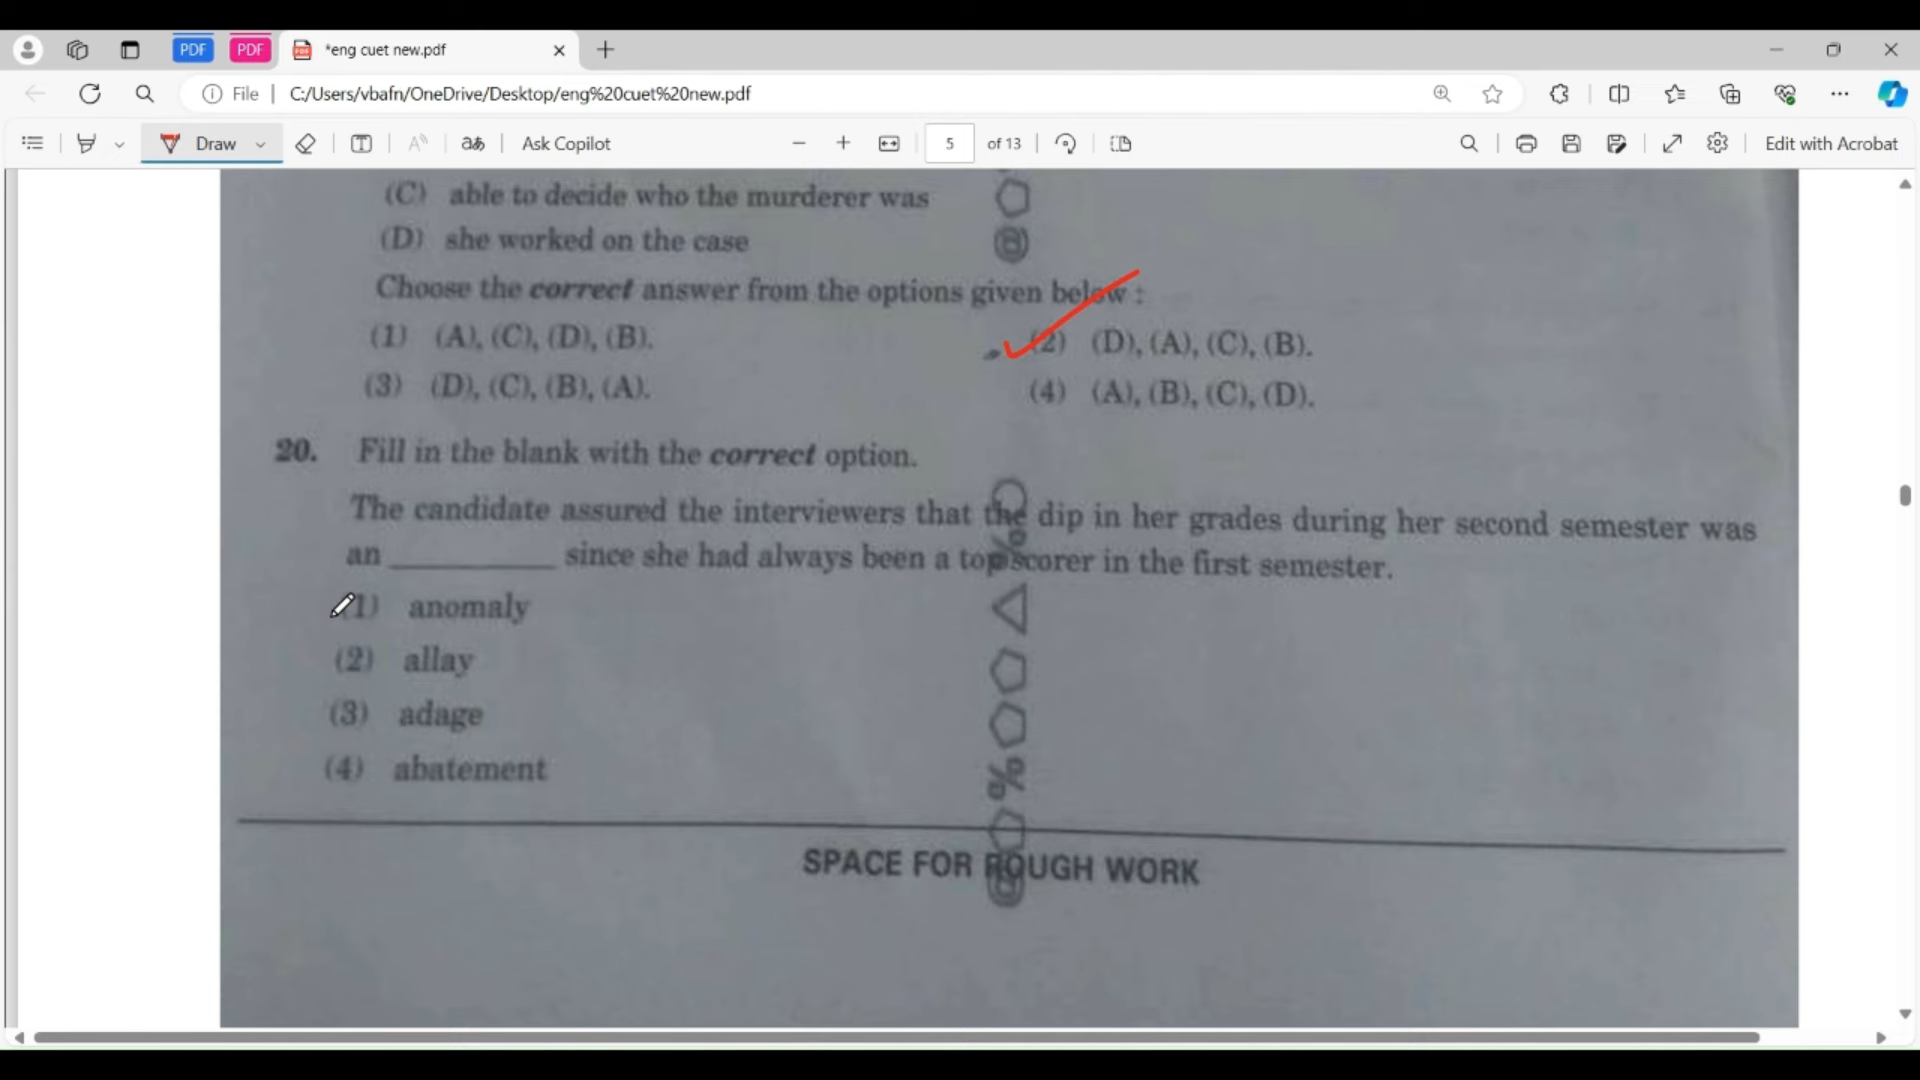 PDF
PDF
*eng cuet new.pdf
File
C:/Users/vbafn/OneDrive/Desktop/eng%20cuet%20new.pdf
Draw
aあ
Ask Copilot
5
of 13
Edit with Acrobat
(C) able to decide who the murderer was
(D) she worked on the case
Choose the correct answer from the options given below :
(1) (A), (C), (D), (B).
(2) (D), (A), (C), (B).
(3) (D), (C), (B), (A).
(4) (A), (B), (C), (D).
20. Fill in the blank with the correct option.
The candidate assured the interviewers that the dip in her grades during her second semester was
an __________ since she had always been a top scorer in the first semester.
(1) anomaly
(2) allay
(3) adage
(4) abatement
SPACE FOR ROUGH WORK